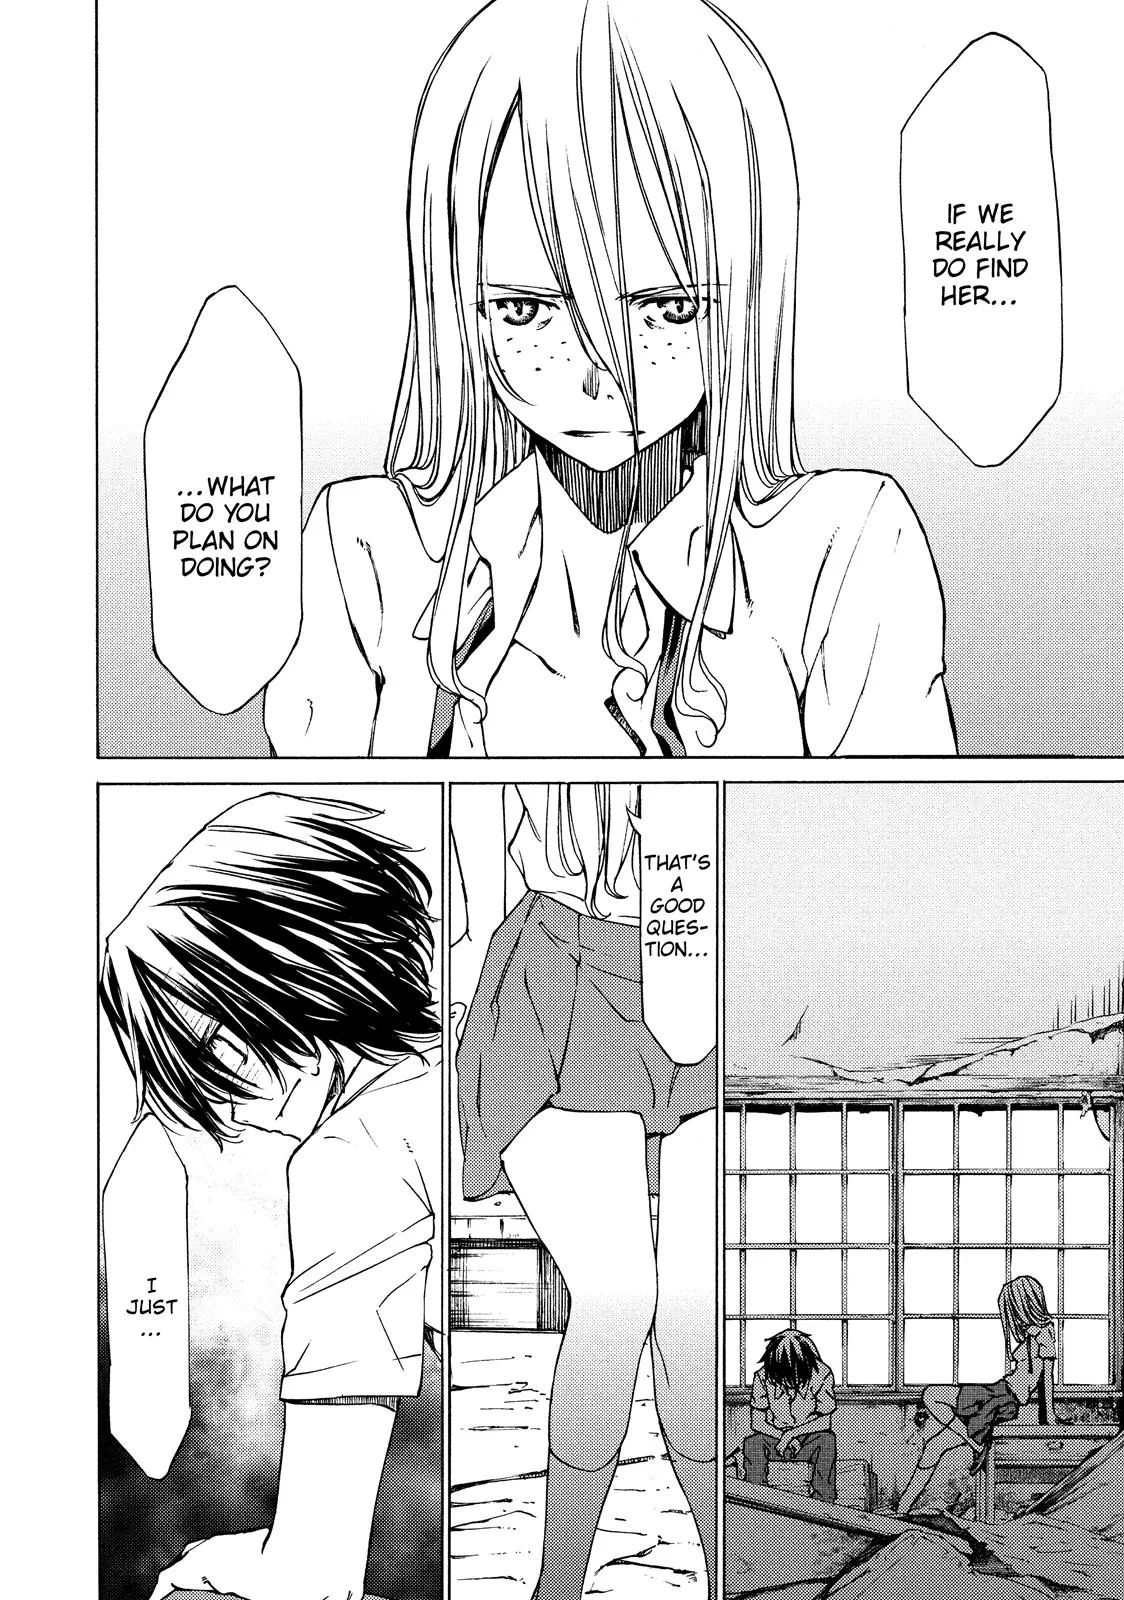 IF WE
REALLY
DO FIND
HER...
...WHAT
DO YOU
PLAN ON
DOING?
THAT'S
A
GOOD
QUES-
TION...
I
JUST
...